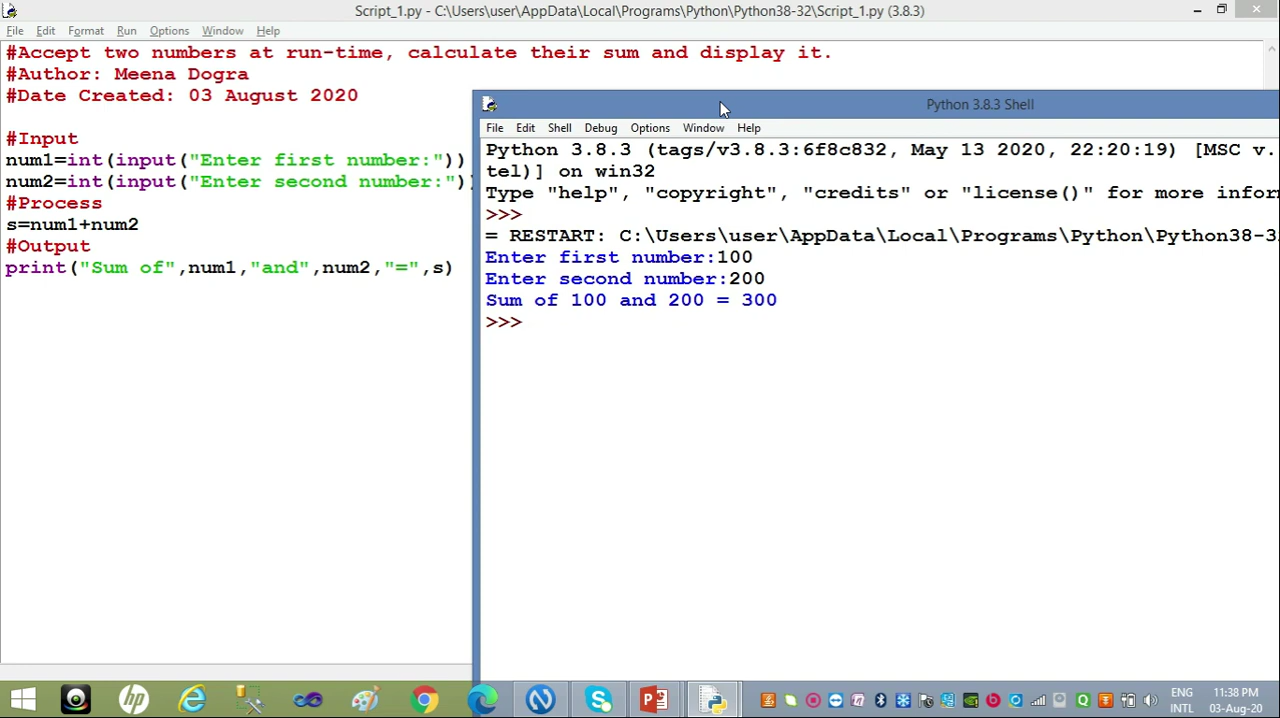 Script_1.py - C:\Users\user\AppData\Local\Programs\Python\Python38-32\Script_1.py (3.8.3)
File Edit Format Run Options Window Help
#Accept two numbers at run-time, calculate their sum and display it.
#Author: Meena Dogra
#Date Created: 03 August 2020
#Input
num1=int(input("Enter first number:"))
num2=int(input("Enter second number:"))
#Process
s=num1+num2
#Output
print("Sum of",num1,"and",num2,"=",s)
Python 3.8.3 Shell
File Edit Shell Debug Options Window Help
Python 3.8.3 (tags/v3.8.3:6f8c832, May 13 2020, 22:20:19) [MSC v.
tel)] on win32
Type "help", "copyright", "credits" or "license()" for more infor
>>>
= RESTART: C:\Users\user\AppData\Local\Programs\Python\Python38-3
Enter first number:100
Enter second number:200
Sum of 100 and 200 = 300
>>>
hp
ENG 11:38 PM
INTL 03-Aug-20